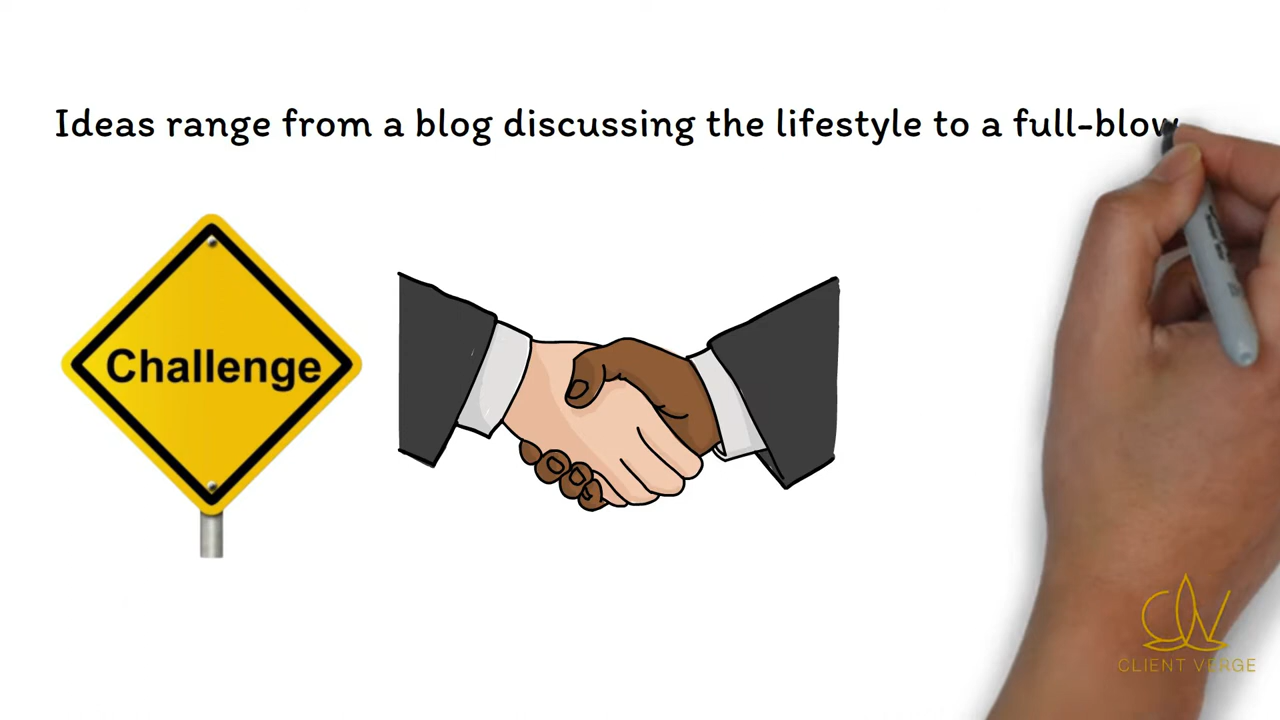 Ideas range from a blog discussing the lifestyle to a full-blow
Challenge
CLIENT VERGE